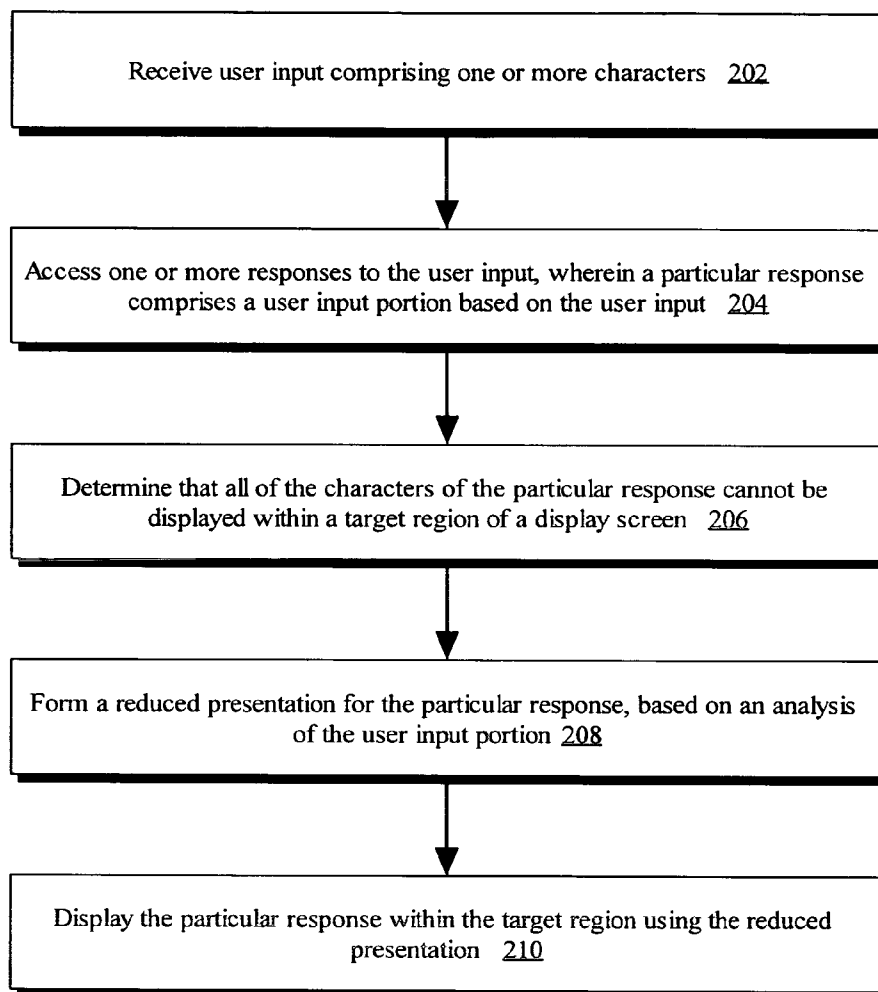 Receive user input comprising one or more characters 202
Access one or more responses to the user input, wherein a particular response
comprises a user input portion based on the user input 204
Determine that all of the characters of the particular response cannot be
displayed within a target region of a display screen 206
Form a reduced presentation for the particular response, based on an analysis
of the user input portion 208
Display the particular response within the target region using the reduced
presentation 210